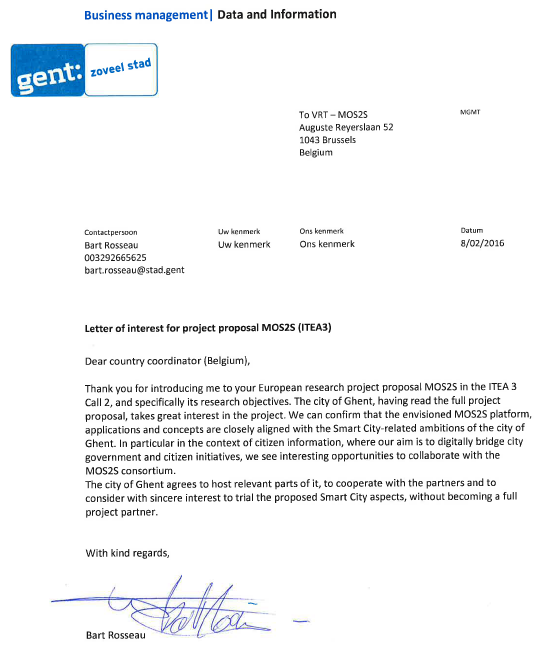 Business management| Data and Information
gent:
zoveel stad
To VRT – MOS2S
MGMT
Auguste Reyerslaan 52
1043 Brussels
Belgium
Contactpersoon Uw kenmerk Ons kenmerk Datum
Bart Rosseau Uw kenmerk Ons kenmerk 8/02/2016
003292665625
bart.rosseau@stad.gent
Letter of interest for project proposal MOS2S (ITEA3)
Dear country coordinator (Belgium),
Thank you for introducing me to your European research project proposal MOS2S in the ITEA 3
Call 2, and specifically its research objectives. The city of Ghent, having read the full project
proposal, takes great interest in the project. We can confirm that the envisioned MOS2S platform,
applications and concepts are closely aligned with the Smart City-related ambitions of the city of
Ghent. In particular in the context of citizen information, where our aim is to digitally bridge city
government and citizen initiatives, we see interesting opportunities to collaborate with the
MOS2S consortium.
The city of Ghent agrees to host relevant parts of it, to cooperate with the partners and to
consider with sincere interest to trial the proposed Smart City aspects, without becoming a full
project partner.
With kind regards,
Bart Rosseau